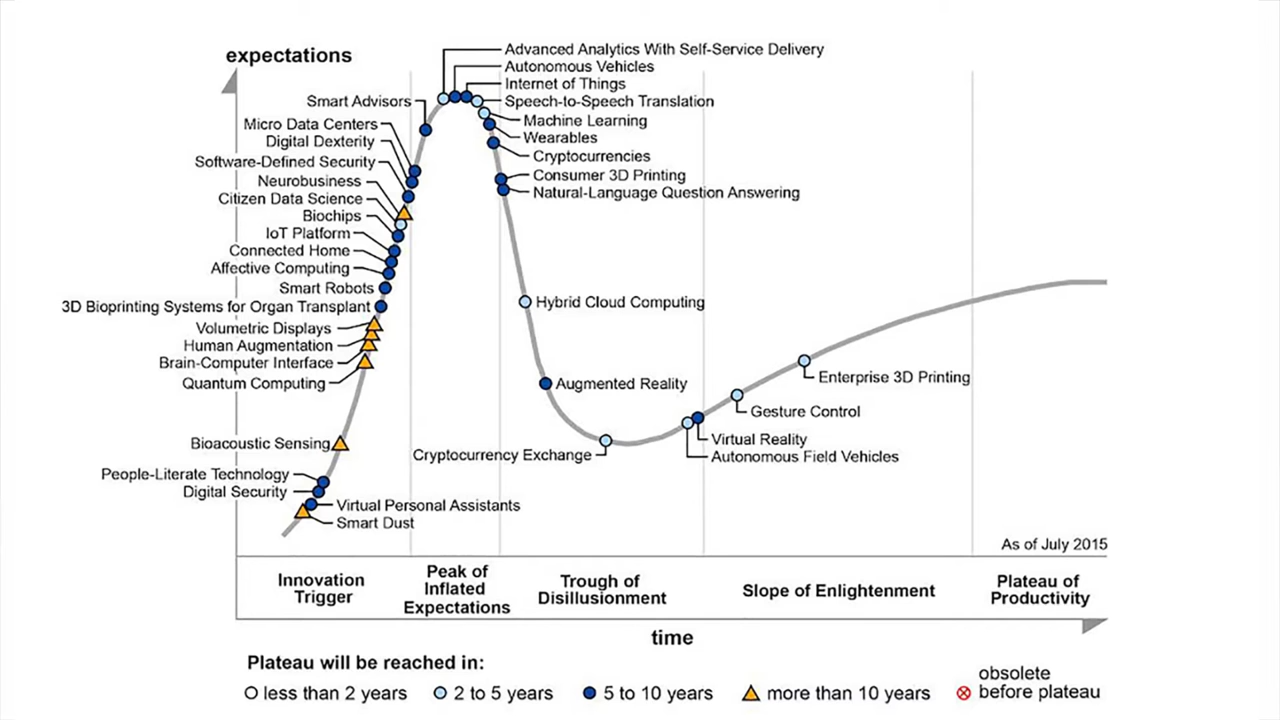 expectations
Advanced Analytics With Self-Service Delivery
Autonomous Vehicles
Internet of Things
Speech-to-Speech Translation
Machine Learning
Wearables
Cryptocurrencies
Consumer 3D Printing
Natural-Language Question Answering
Smart Advisors
Micro Data Centers
Digital Dexterity
Software-Defined Security
Neurobusiness
Citizen Data Science
Biochips
IoT Platform
Connected Home
Affective Computing
Smart Robots
3D Bioprinting Systems for Organ Transplant
Volumetric Displays
Human Augmentation
Brain-Computer Interface
Quantum Computing
Bioacoustic Sensing
People-Literate Technology
Digital Security
Virtual Personal Assistants
Smart Dust
Hybrid Cloud Computing
Augmented Reality
Cryptocurrency Exchange
Enterprise 3D Printing
Gesture Control
Virtual Reality
Autonomous Field Vehicles
As of July 2015
Innovation
Trigger
Peak of
Inflated
Expectations
Trough of
Disillusionment
Slope of Enlightenment
Plateau of
Productivity
time
Plateau will be reached in:
less than 2 years
2 to 5 years
5 to 10 years
more than 10 years
obsolete
before plateau